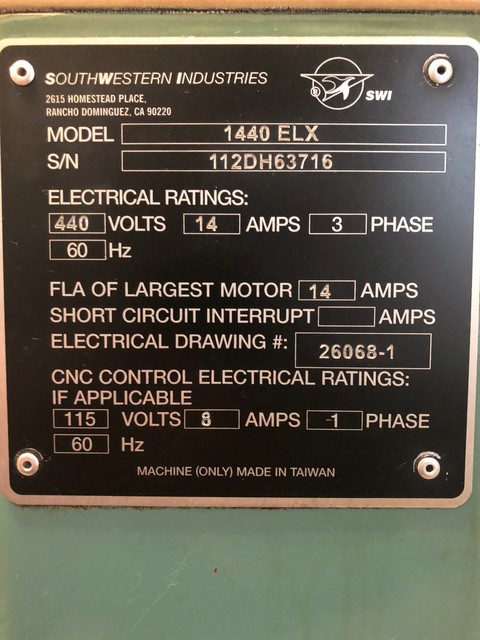 SOUTHWESTERN INDUSTRIES
SWI
2615 HOMESTEAD PLACE,
RANCHO DOMINGUEZ, CA 90220
MODEL 1440 ELX
S/N 112DH63716
ELECTRICAL RATINGS:
440 VOLTS 14 AMPS 3 PHASE
60 Hz
FLA OF LARGEST MOTOR 14 AMPS
SHORT CIRCUIT INTERRUPT AMPS
ELECTRICAL DRAWING #: 26068-1
CNC CONTROL ELECTRICAL RATINGS:
IF APPLICABLE
115 VOLTS 8 AMPS 1 PHASE
60 Hz
MACHINE (ONLY) MADE IN TAIWAN